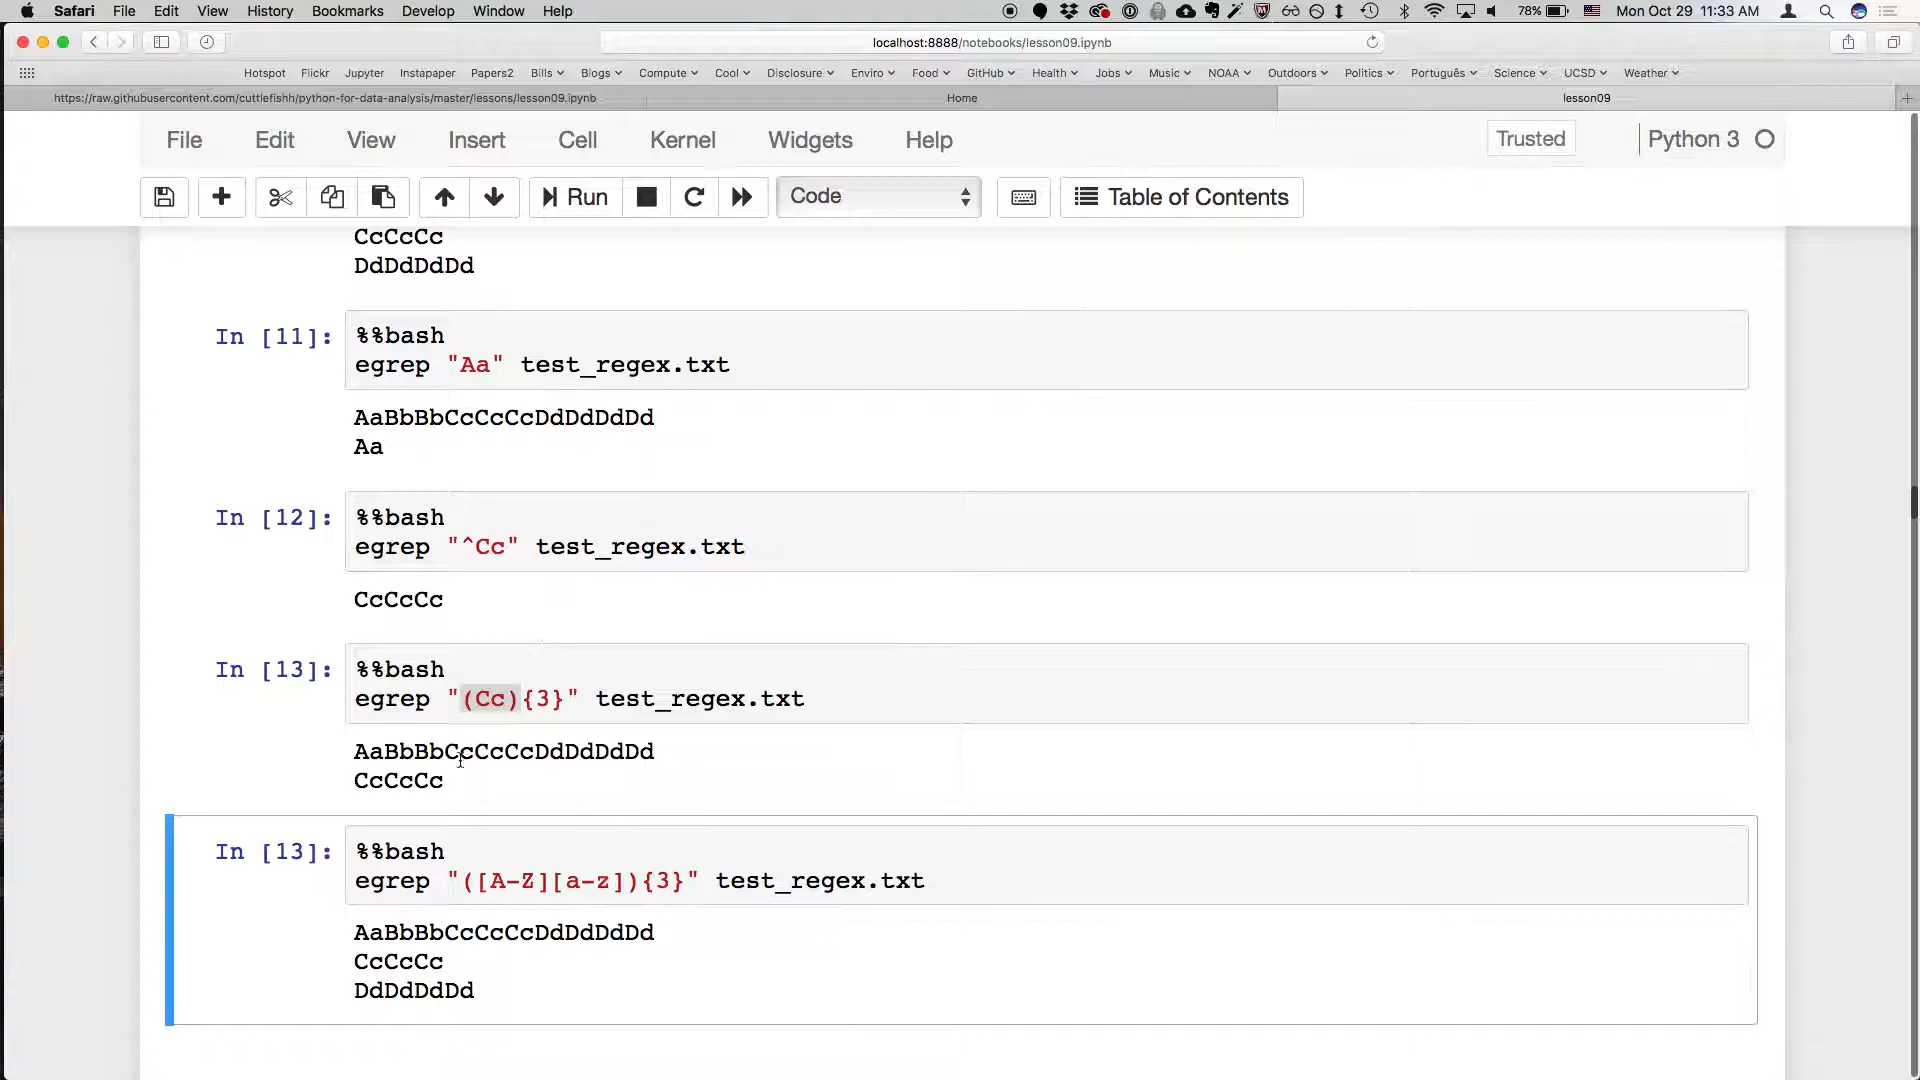 Safari File Edit View History Bookmarks Develop Window Help 78% Mon Oct 29 11:33 AM
localhost:8888/notebooks/lesson09.ipynb
Hotspot Flickr Jupyter Instapaper Papers2 Bills Blogs Compute Cool Disclosure Enviro Food GitHub Health Jobs Music NOAA Outdoors Politics Português Science UCSD Weather
https://raw.githubusercontent.com/cuttlefishh/python-for-data-analysis/master/lessons/lesson09.ipynb Home lesson09
File Edit View Insert Cell Kernel Widgets Help Trusted Python 3
Run Code Table of Contents
CcCcCc
DdDdDdDd
In [11]: %%bash
egrep "Aa" test_regex.txt
AaBbBbCcCcCcDdDdDdDd
Aa
In [12]: %%bash
egrep "^Cc" test_regex.txt
CcCcCc
In [13]: %%bash
egrep "(Cc){3}" test_regex.txt
AaBbBbCcCcCcDdDdDdDd
CcCcCc
In [13]: %%bash
egrep "([A-Z][a-z]){3}" test_regex.txt
AaBbBbCcCcCcDdDdDdDd
CcCcCc
DdDdDdDd